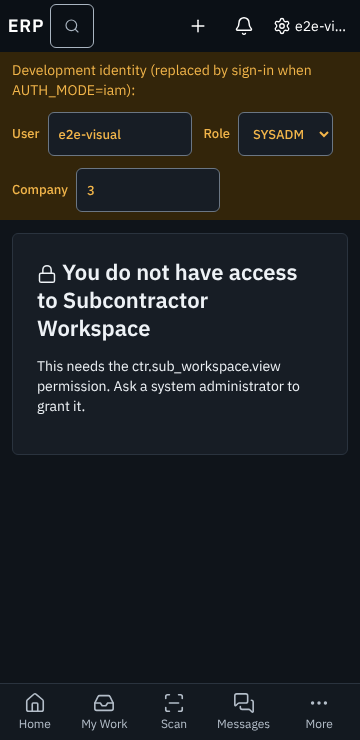 ERP
e2e-vi...
Development identity (replaced by sign-in when
AUTH_MODE=iam):
User e2e-visual Role SYSADM
Company 3
You do not have access
to Subcontractor
Workspace
This needs the ctr.sub_workspace.view
permission. Ask a system administrator to
grant it.
Home My Work Scan Messages More